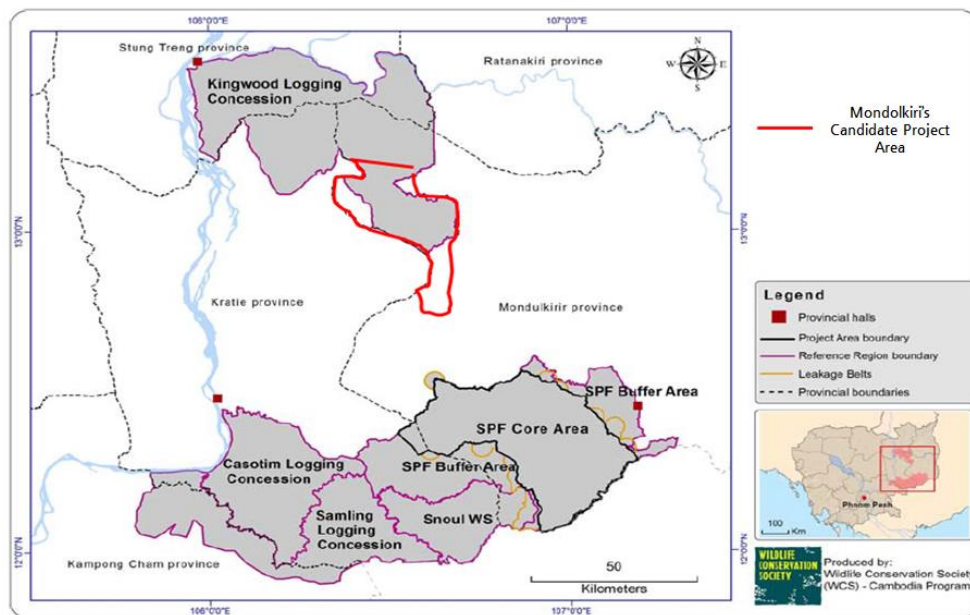 106°0'0"E
107°0'0"E
Stung Treng province
Ratanakiri province
N
W
E
S
Kingwood Logging
Concession
Mondolkiri's
Candidate Project
Area
13°0'0"N
13°0'0"N
Kratie province
Mondulkirir province
Legend
Provincial halls
Project Area boundary
Reference Region boundary
Leakage Belts
Provincial boundaries
SPF Buffer Area
SPF Core Area
SPF Buffer Area
Casotim Logging
Concession
Samling
Logging
Concession
Snoul WS
Phnom Penh
100
Km
12°0'0"N
12°0'0"N
Kampong Cham province
50
Kilometers
WILDLIFE
CONSERVATION
SOCIETY
Produced by:
Wildlife Conservation Society
(WCS) - Cambodia Program
106°0'0"E
107°0'0"E